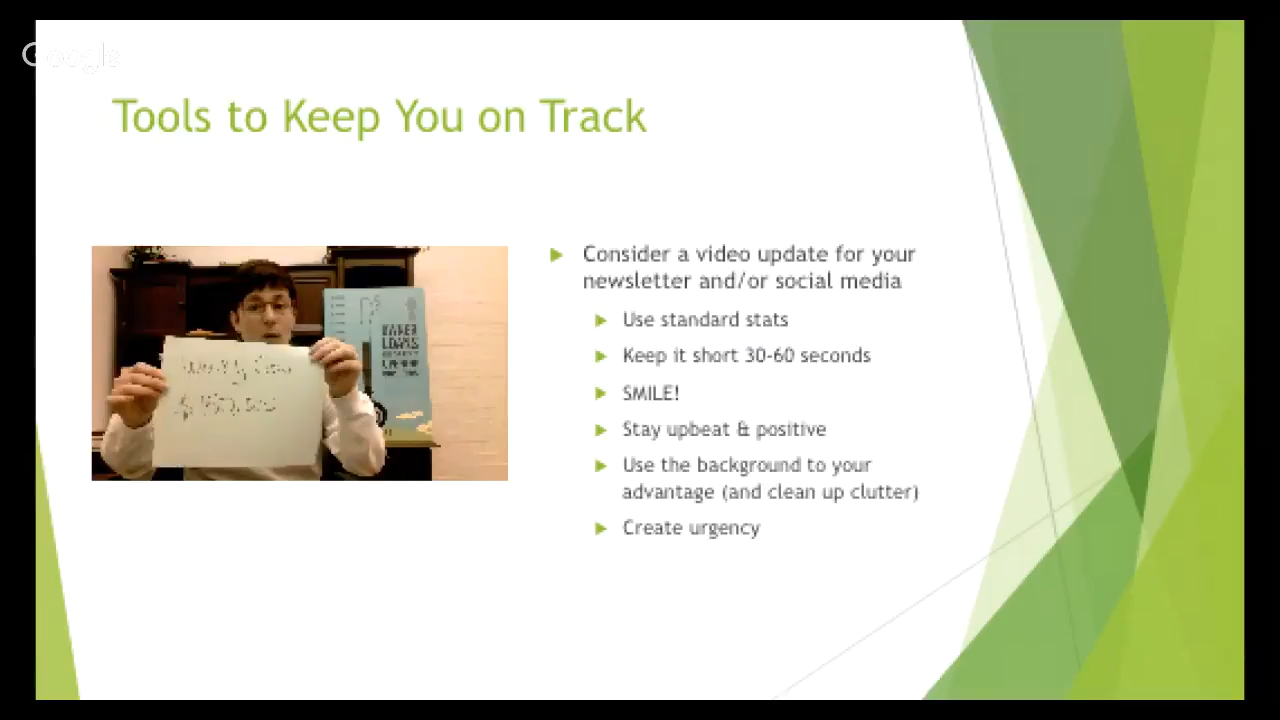 Google
Tools to Keep You on Track
Consider a video update for your
newsletter and/or social media
Use standard stats
Keep it short 30-60 seconds
SMILE!
Stay upbeat & positive
Use the background to your
advantage (and clean up clutter)
Create urgency
OWNER
LOANS